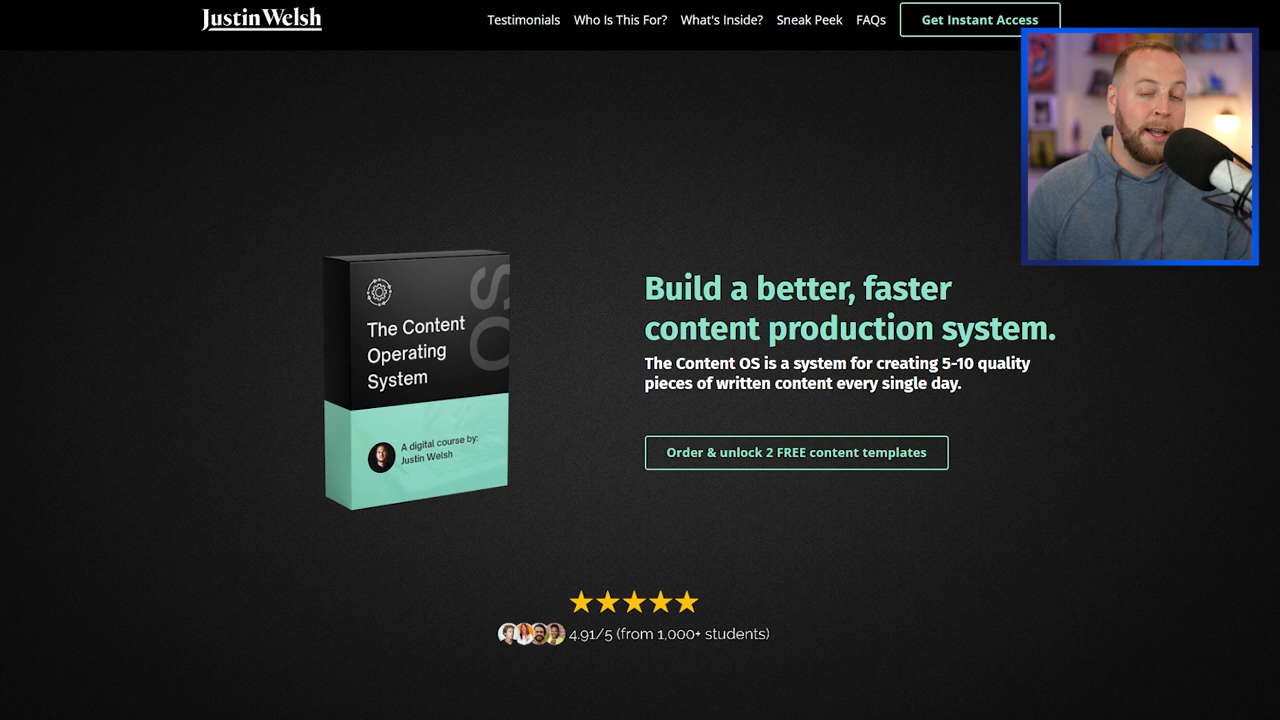 JustinWelsh
Testimonials Who Is This For? What's Inside? Sneak Peek FAQs Get Instant Access
OS
The Content
Operating
System
A digital course by:
Justin Welsh
Build a better, faster
content production system.
The Content OS is a system for creating 5-10 quality
pieces of written content every single day.
Order & unlock 2 FREE content templates
4.91/5 (from 1,000+ students)